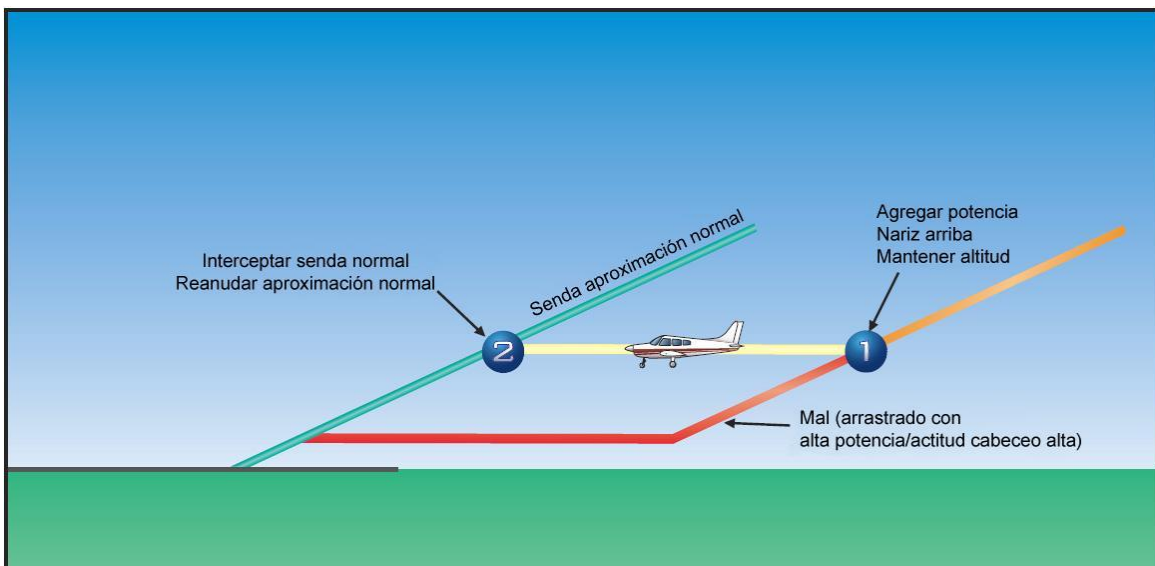 Senda aproximación normal
Agregar potencia
Nariz arriba
Mantener altitud
Interceptar senda normal
Reanudar aproximación normal
2
1
Mal (arrastrado con
alta potencia/actitud cabeceo alta)